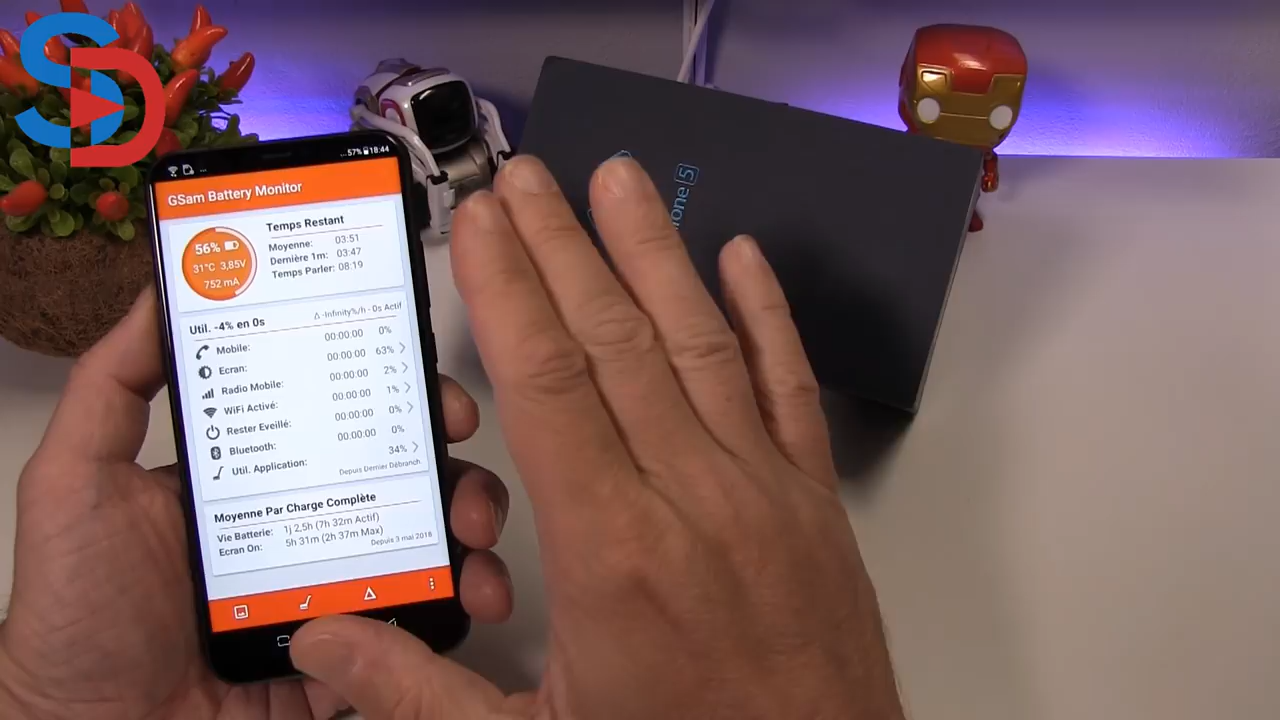 SD
57% 18:44
GSam Battery Monitor
56%
31°C 3,85V
752 mA
Temps Restant
Moyenne: 03:51
Dernière 1m: 03:47
Temps Parler: 08:19
Util. -4% en 0s
Δ -Infinity%/h - 0s Actif
Mobile: 00:00:00 0%
Ecran: 00:00:00 63%
Radio Mobile: 00:00:00 2%
WiFi Activé: 00:00:00 1%
Rester Eveillé: 00:00:00 0%
Bluetooth: 00:00:00 0%
Util. Application: 34%
Depuis Dernier Débranch.
Moyenne Par Charge Complète
Vie Batterie: 1j 2,5h (7h 32m Actif)
Ecran On: 5h 31m (2h 37m Max)
Depuis 3 mai 2018
5